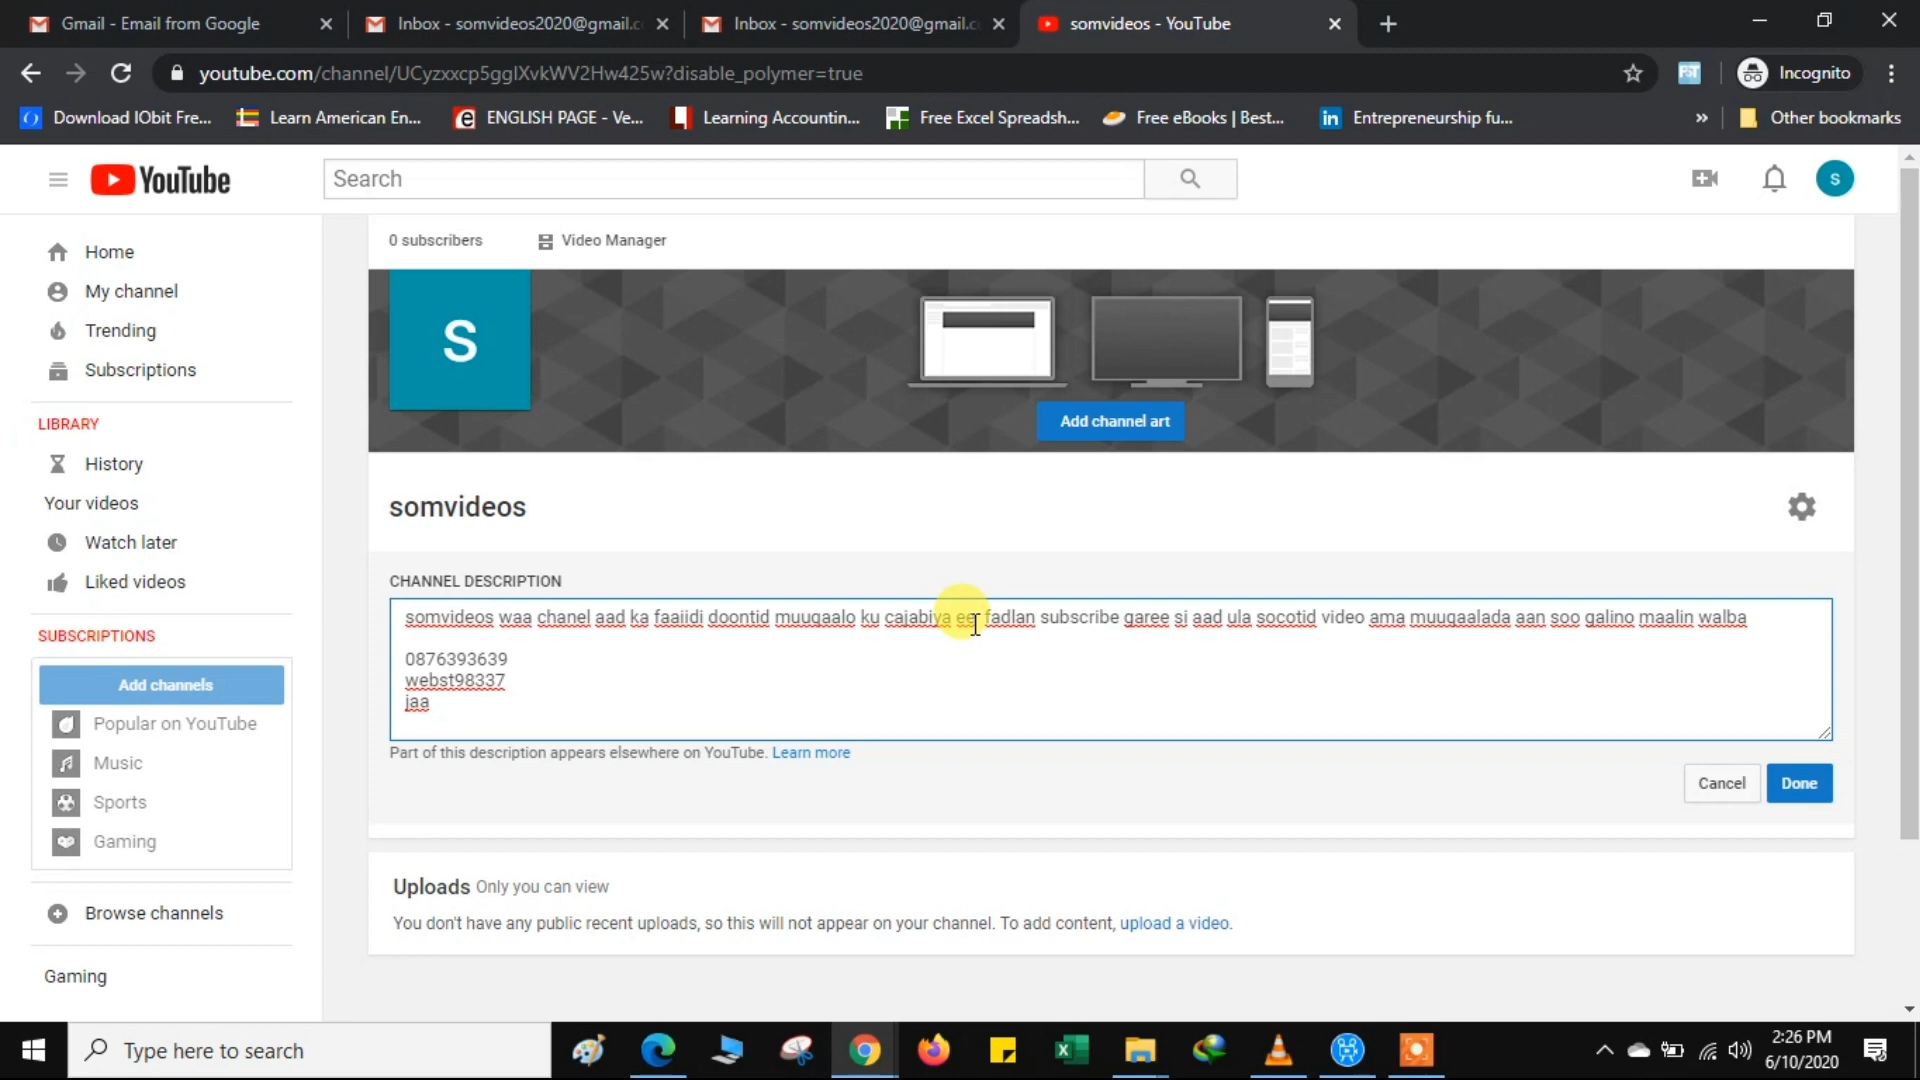 Gmail - Email from Google
Inbox - somvideos2020@gmail.c
Inbox - somvideos2020@gmail.c
somvideos - YouTube
youtube.com/channel/UCyzxxcp5ggIXvkWV2Hw425w?disable_polymer=true
Incognito
Download IObit Fre...
Learn American En...
ENGLISH PAGE - Ve...
Learning Accountin...
Free Excel Spreadsh...
Free eBooks | Best...
Entrepreneurship fu...
»
Other bookmarks
YouTube
Search
S
Home
My channel
Trending
Subscriptions
LIBRARY
History
Your videos
Watch later
Liked videos
SUBSCRIPTIONS
Add channels
Popular on YouTube
Music
Sports
Gaming
Browse channels
Gaming
0 subscribers
Video Manager
S
Add channel art
somvideos
CHANNEL DESCRIPTION
somvideos waa chanel aad ka faaiidi doontid muuqaalo ku cajabiya ee fadlan subscribe garee si aad ula socotid video ama muuqaalada aan soo galino maalin walba
0876393639
webst98337
jaa
Part of this description appears elsewhere on YouTube. Learn more
Cancel
Done
Uploads Only you can view
You don't have any public recent uploads, so this will not appear on your channel. To add content, upload a video.
Type here to search
2:26 PM
6/10/2020